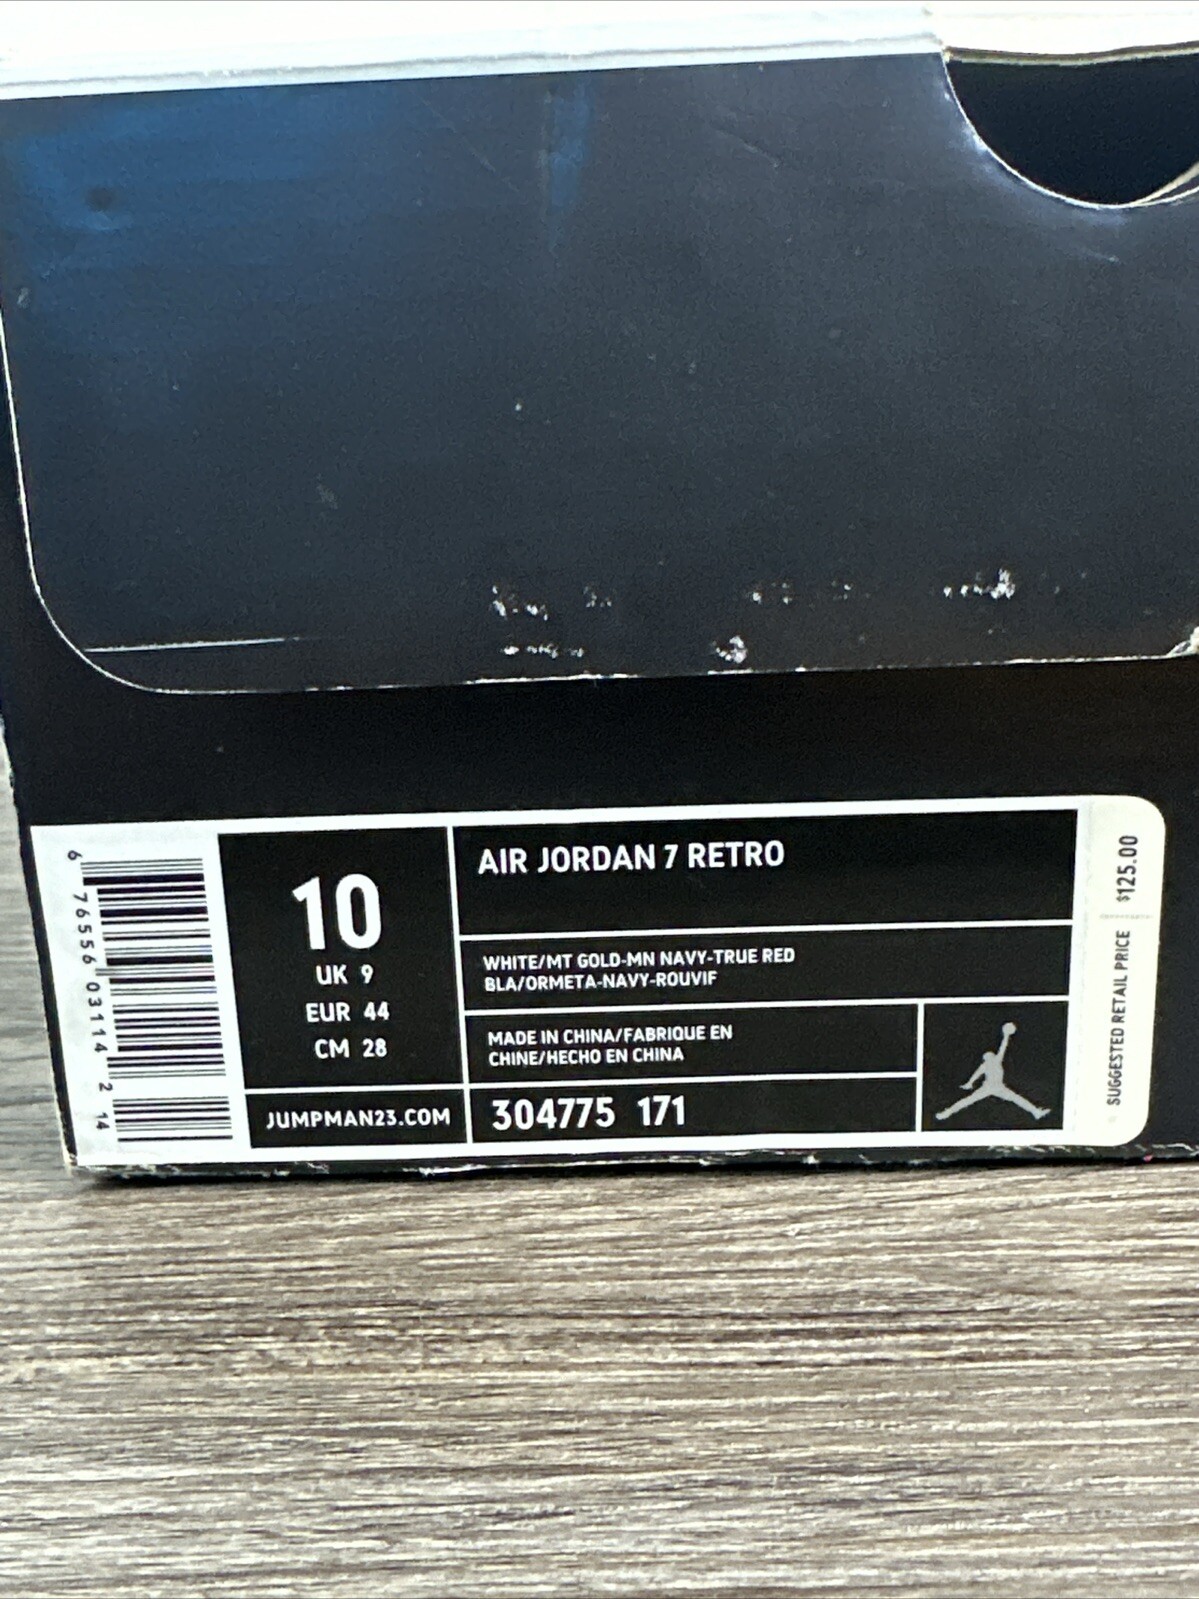 6 76556 03114 2 14
10
UK 9
EUR 44
CM 28
JUMPMAN23.COM
AIR JORDAN 7 RETRO
WHITE/MT GOLD-MN NAVY-TRUE RED
BLA/ORMETA-NAVY-ROUVIF
MADE IN CHINA/FABRIQUE EN
CHINE/HECHO EN CHINA
304775 171
SUGGESTED RETAIL PRICE $125.00